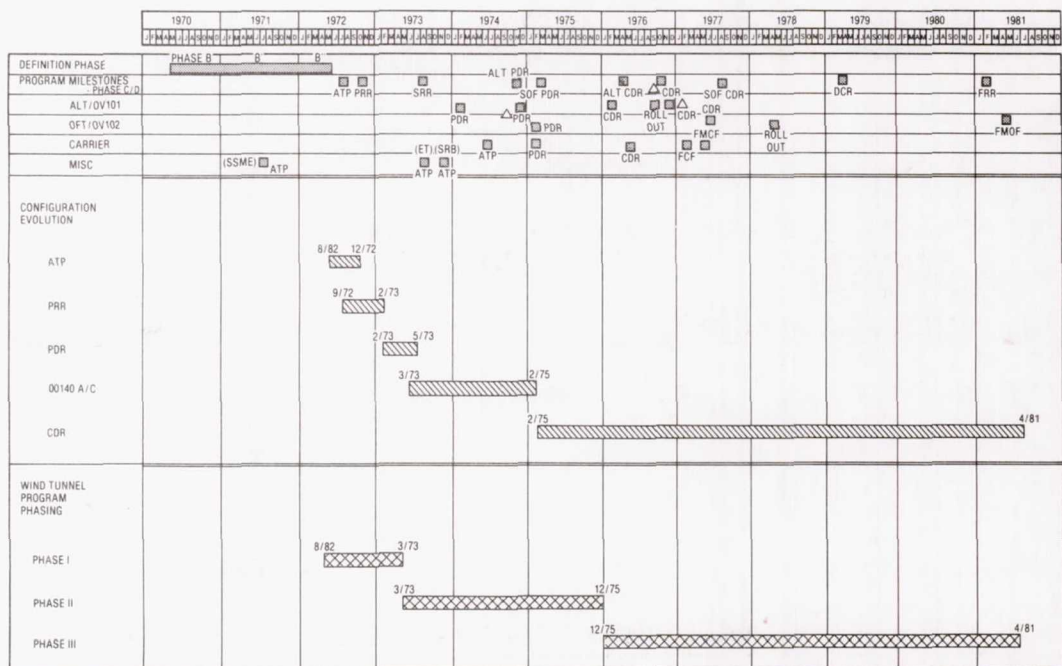 1970 1971 1972 1973 1974 1975 1976 1977 1978 1979 1980 1981
J F M A M J J A S O N D J F M A M J J A S O N D J F M A M J J A S O N D J F M A M J J A S O N D J F M A M J J A S O N D J F M A M J J A S O N D J F M A M J J A S O N D J F M A M J J A S O N D J F M A M J J A S O N D J F M A M J J A S O N D J F M A M J J A S O N D J F M A M J J A S O N D
DEFINITION PHASE PHASE B B B
ALT PDR
PROGRAM MILESTONES
- PHASE C/D ATP PRR SRR SOF PDR ALT CDR CDR SOF CDR DCR FRR
ALT/OV101 PDR PDR CDR ROLL OUT CDR CDR
OFT/OV102 PDR FMCF ROLL OUT FMOF
CARRIER ATP PDR CDR FCF
MISC (SSME) ATP (ET) (SRB) ATP ATP
CONFIGURATION
EVOLUTION
8/82 12/72
ATP
9/72 2/73
PRR
2/73 5/73
PDR
3/73 2/75
00140 A/C
2/75 4/81
CDR
WIND TUNNEL
PROGRAM
PHASING
8/82 3/73
PHASE I
3/73 12/75
PHASE II
12/75 4/81
PHASE III